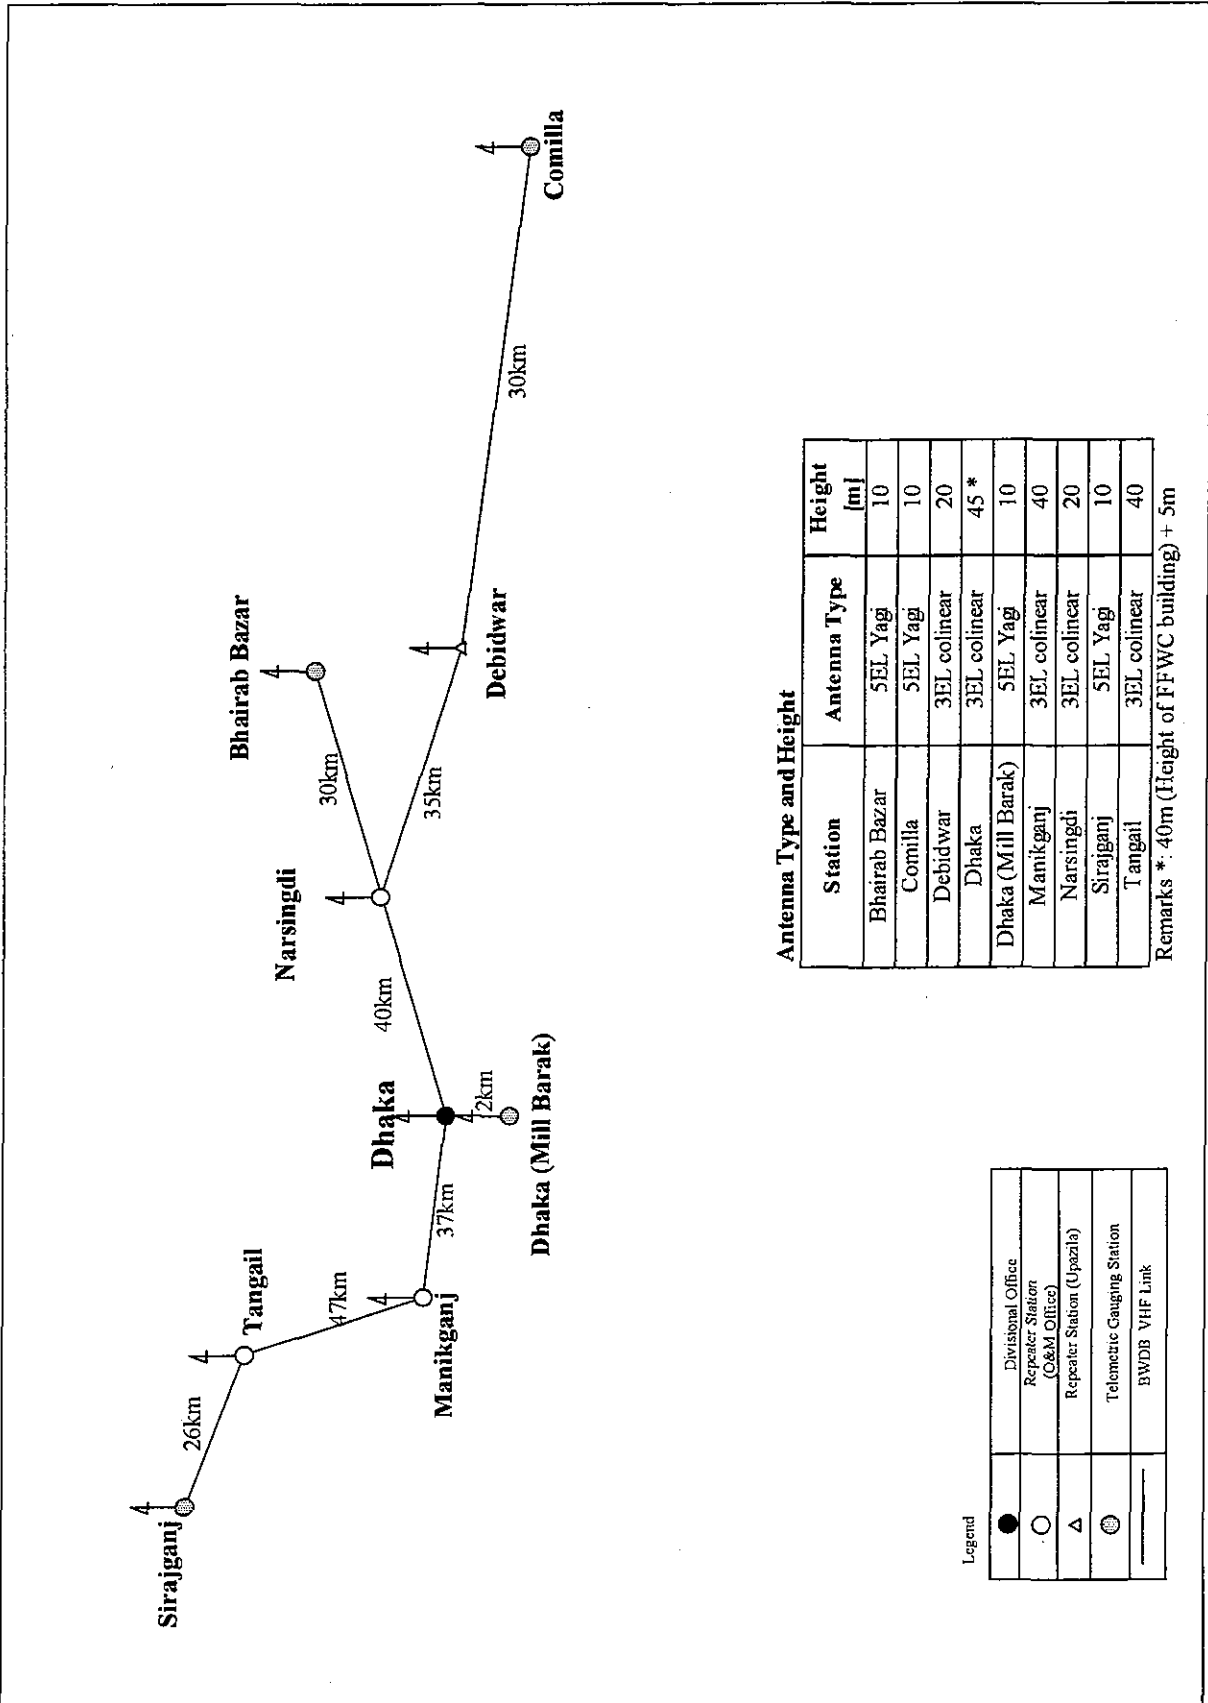 Sirajganj
26km
Tangail
47km
Manikganj
37km
Dhaka
2km
Dhaka (Mill Barak)
40km
Narsingdi
30km
Bhairab Bazar
35km
Debidwar
30km
Comilla
Legend
Divisional Office
Repeater Station
(O&M Office)
Repeater Station (Upazila)
Telemetric Gauging Station
BWDB VHF Link
Antenna Type and Height
Station Antenna Type Height
[m]
Bhairab Bazar 5EL Yagi 10
Comilla 5EL Yagi 10
Debidwar 3EL colinear 20
Dhaka 3EL colinear 45 *
Dhaka (Mill Barak) 5EL Yagi 10
Manikganj 3EL colinear 40
Narsingdi 3EL colinear 20
Sirajganj 5EL Yagi 10
Tangail 3EL colinear 40
Remarks *: 40m (Height of FFWC building) + 5m